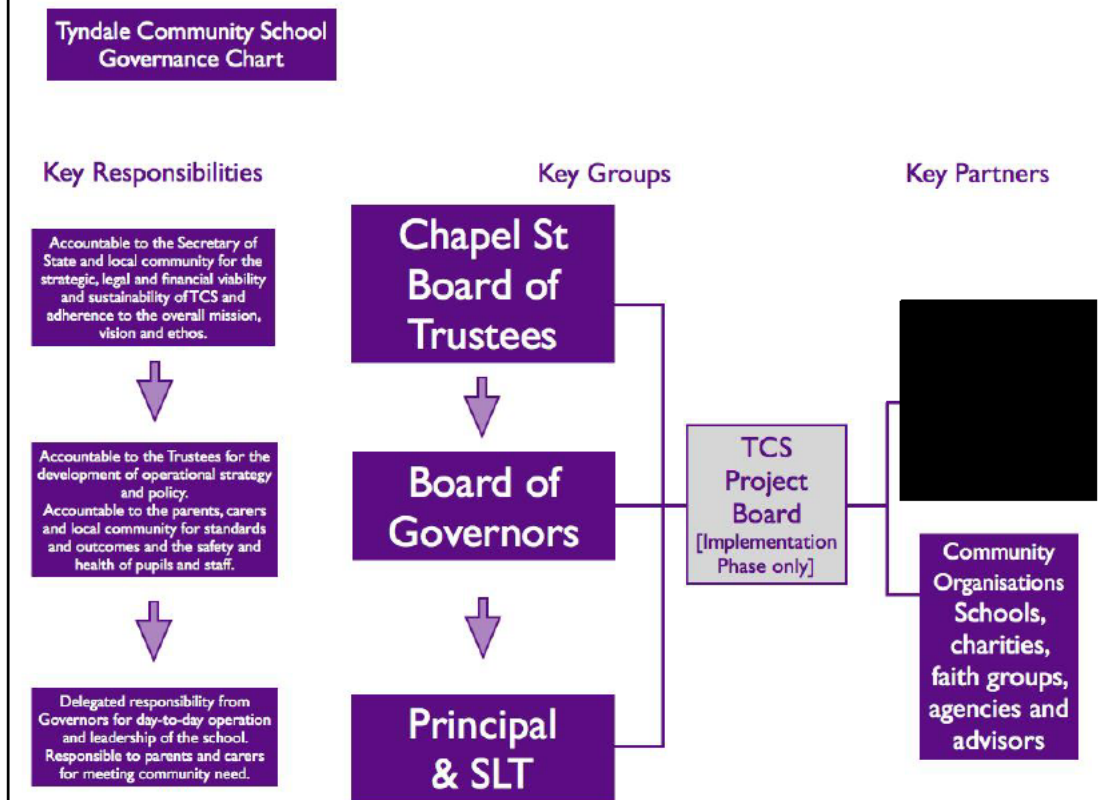 Tyndale Community School
Governance Chart
Key Responsibilities
Key Groups
Key Partners
Accountable to the Secretary of
State and local community for the
strategic, legal and financial viability
and sustainability of TCS and
adherence to the overall mission,
vision and ethos.
Chapel St
Board of
Trustees
Accountable to the Trustees for the
development of operational strategy
and policy.
Accountable to the parents, carers
and local community for standards
and outcomes and the safety and
health of pupils and staff.
Board of
Governors
TCS
Project
Board
[Implementation
Phase only]
Community
Organisations
Schools,
charities,
faith groups,
agencies and
advisors
Delegated responsibility from
Governors for day-to-day operation
and leadership of the school.
Responsible to parents and carers
for meeting community need.
Principal
& SLT